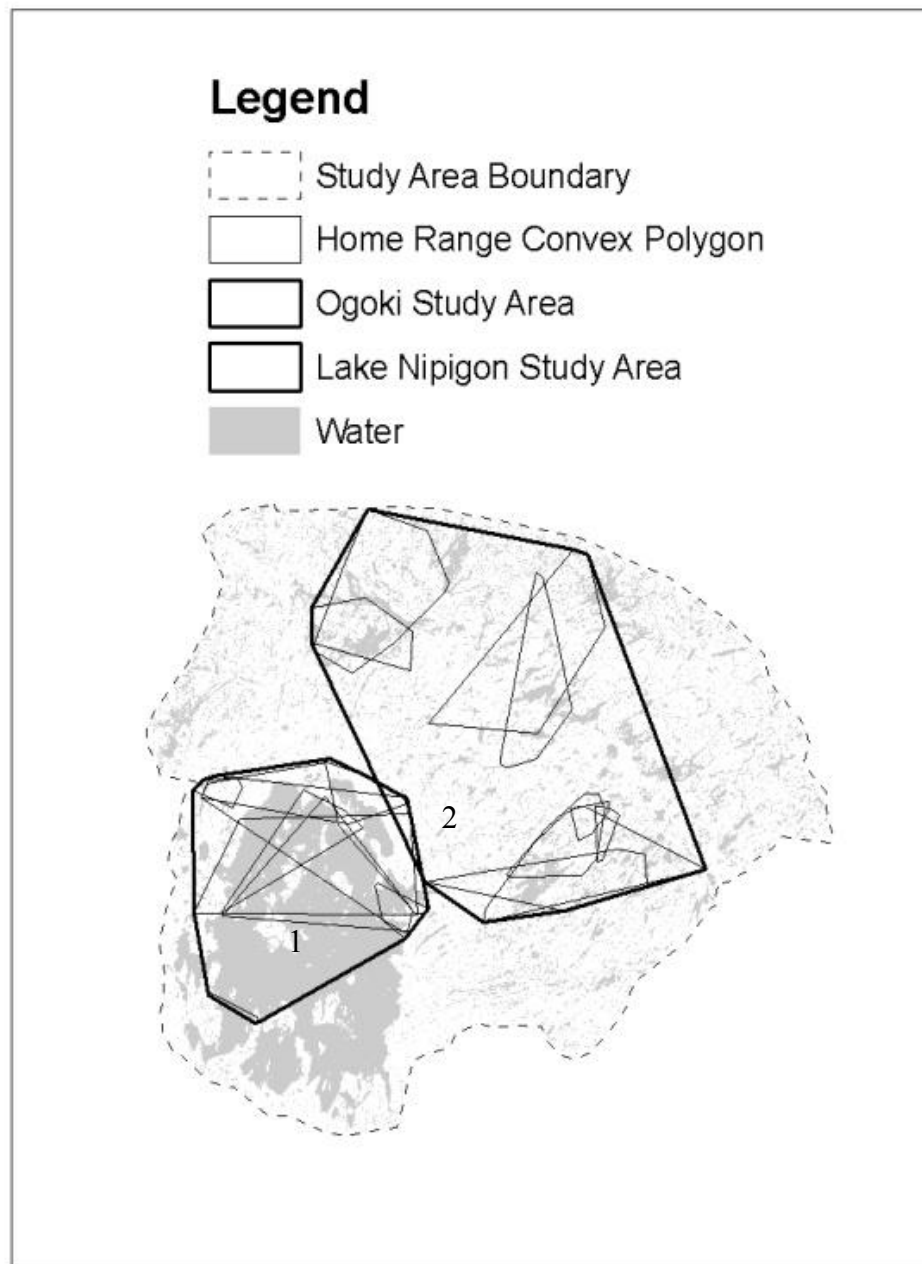 Legend
Study Area Boundary
Home Range Convex Polygon
Ogoki Study Area
Lake Nipigon Study Area
Water
2
1